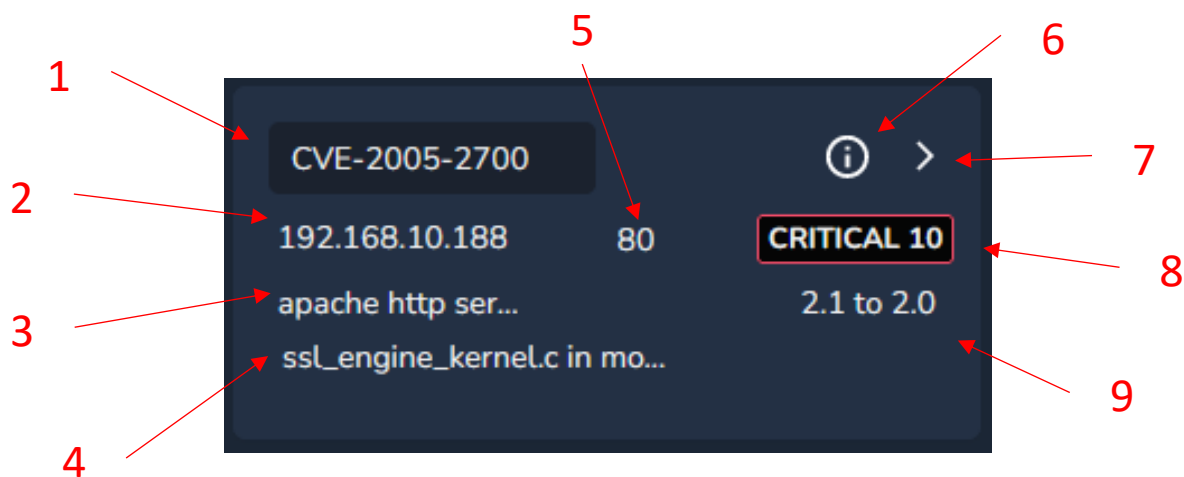 5
6
1
CVE-2005-2700
7
2
192.168.10.188 80 CRITICAL 10
8
3
apache http ser... 2.1 to 2.0
ssl_engine_kernel.c in mo...
9
4